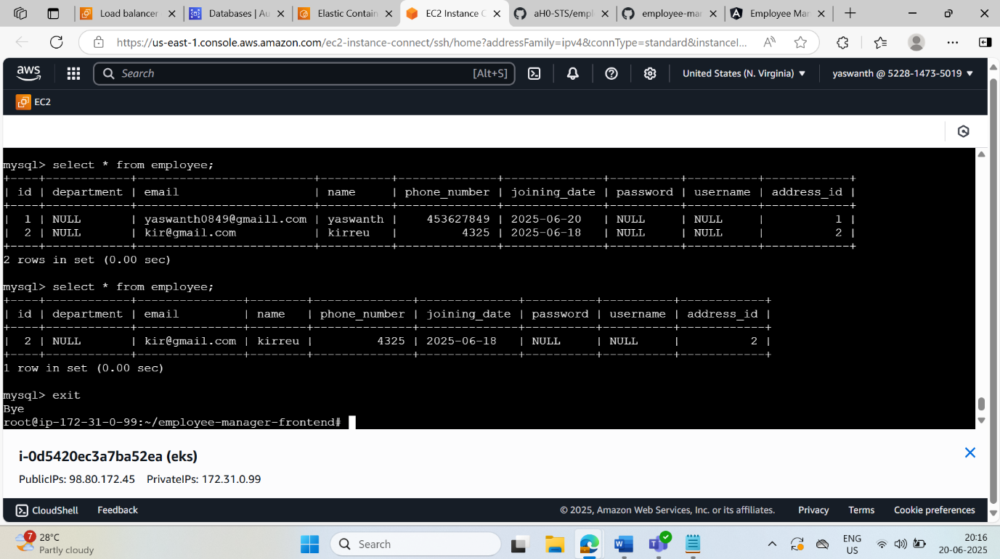 Load balancer
Databases | Au
Elastic Contain
EC2 Instance C
aH0-STS/empl
employee-man
Employee Man
https://us-east-1.console.aws.amazon.com/ec2-instance-connect/ssh/home?addressFamily=ipv4&connType=standard&instanceI...
aws
Search
[Alt+S]
United States (N. Virginia)
yaswanth @ 5228-1473-5019
EC2
mysql> select * from employee;
+----+------------+--------------------------+----------+--------------+--------------+----------+----------+------------+
| id | department | email                    | name     | phone_number | joining_date | password | username | address_id |
+----+------------+--------------------------+----------+--------------+--------------+----------+----------+------------+
| 1 | NULL | yaswanth0849@gmaill.com | yaswanth | 453627849 | 2025-06-20 | NULL | NULL | 1 |
| 2 | NULL | kir@gmail.com | kirreu | 4325 | 2025-06-18 | NULL | NULL | 2 |
+----+------------+--------------------------+----------+--------------+--------------+----------+----------+------------+
2 rows in set (0.00 sec)
mysql> select * from employee;
+----+------------+---------------+--------+--------------+--------------+----------+----------+------------+
| id | department | email | name | phone_number | joining_date | password | username | address_id |
+----+------------+---------------+--------+--------------+--------------+----------+----------+------------+
| 2 | NULL | kir@gmail.com | kirreu | 4325 | 2025-06-18 | NULL | NULL | 2 |
+----+------------+---------------+--------+--------------+--------------+----------+----------+------------+
1 row in set (0.00 sec)
mysql> exit
Bye
root@ip-172-31-0-99:~/employee-manager-frontend#
i-0d5420ec3a7ba52ea (eks)
PublicIPs: 98.80.172.45 PrivateIPs: 172.31.0.99
CloudShell
Feedback
© 2025, Amazon Web Services, Inc. or its affiliates.
Privacy
Terms
Cookie preferences
7
28°C
Partly cloudy
Search
ENG
US
20:16
20-06-2025